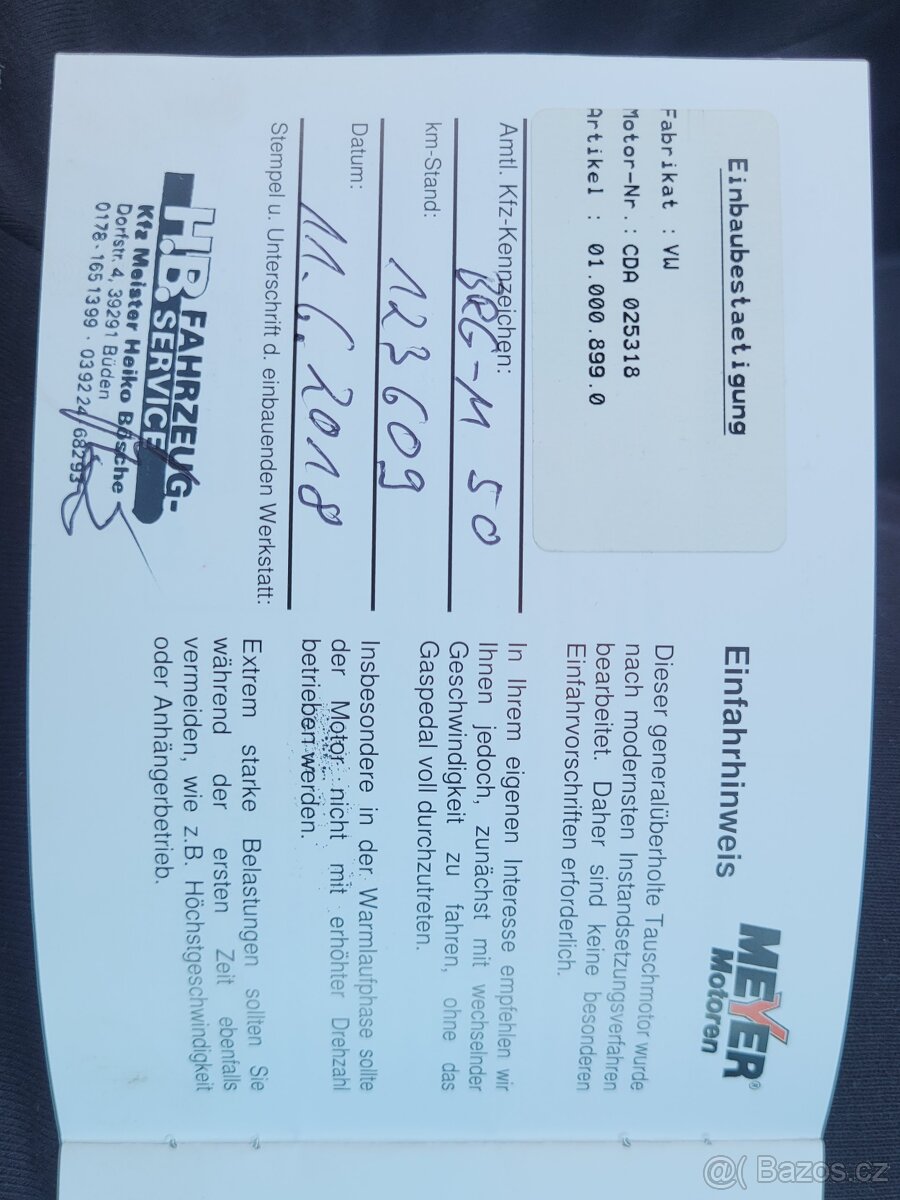 Einbaubestaetigung
Fabrikat : VW
Motor-Nr.: CDA 025318
Artikel : 01.000.899.0
Amtl. Kfz-Kennzeichen:
BRG-M 50
km-Stand:
123609
Datum:
11.6.2018
Stempel u. Unterschrift d. einbauenden Werkstatt:
H.B. FAHRZEUG-
SERVICE
Kfz Meister Heiko Bösche
Dorfstr. 4, 39291 Büden
0178-1651399 · 039224 68293
MEYER®
Motoren
Einfahrhinweis
Dieser generalüberholte Tauschmotor wurde
nach modernsten Instandsetzungsverfahren
bearbeitet. Daher sind keine besonderen
Einfahrvorschriften erforderlich.
In Ihrem eigenen Interesse empfehlen wir
Ihnen jedoch, zunächst mit wechselnder
Geschwindigkeit zu fahren, ohne das
Gaspedal voll durchzutreten.
Insbesondere in der Warmlaufphase sollte
der Motor nicht mit erhöhter Drehzahl
betrieben werden.
Extrem starke Belastungen sollten Sie
während der ersten Zeit ebenfalls
vermeiden, wie z.B. Höchstgeschwindigkeit
oder Anhängerbetrieb.
@( Bazos.cz